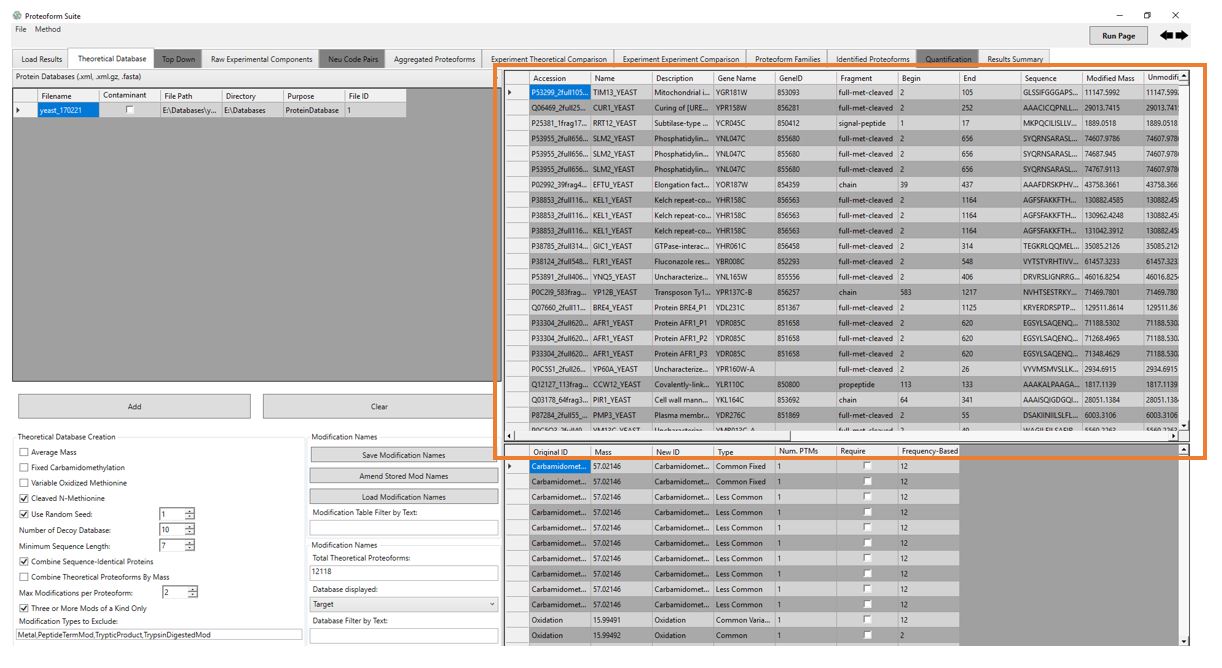 Proteoform Suite
File Method
Run Page
Load Results Theoretical Database Top Down Raw Experimental Components New Code Pairs Aggregated Proteoforms Experiment Theoretical Comparison Experiment Experiment Comparison Proteoform Families Identified Proteoforms Quantification Results Summary
Protein Databases (.xml, .xml.gz, .fasta)
Filename Contaminant File Path Directory Purpose File ID
yeast_170221 E:\Databases\y... E:\Databases ProteinDatabase 1
Accession Name Description Gene Name GeneID Fragment Begin End Sequence Modified Mass Unmodifi
P53299_2full105... TIM13_YEAST Mitochondrial i... YGR181W 853093 full-met-cleaved 2 105 GLSSIFGGGAPS... 11147.5992 11147.599
Q06469_2full25... CUR1_YEAST Curing of [URE... YPR158W 856281 full-met-cleaved 2 252 AAACICQPNLL... 29013.7415 29013.741
P25381_1frag17... RRT12_YEAST Subtilase-type ... YCR045C 850412 signal-peptide 1 17 MKPQCILISLLV... 1889.0518 1889.0518
P53955_2full656... SLM2_YEAST Phosphatidylin... YNL047C 855680 full-met-cleaved 2 656 SYQRNSARASL... 74607.9786 74607.978
P53955_2full656... SLM2_YEAST Phosphatidylin... YNL047C 855680 full-met-cleaved 2 656 SYQRNSARASL... 74687.945 74607.978
P53955_2full656... SLM2_YEAST Phosphatidylin... YNL047C 855680 full-met-cleaved 2 656 SYQRNSARASL... 74767.9113 74607.978
P02992_39frag4... EFTU_YEAST Elongation fact... YOR187W 854359 chain 39 437 AAAFDRSKPHV... 43758.3661 43758.366
P38853_2full116... KEL1_YEAST Kelch repeat-co... YHR158C 856563 full-met-cleaved 2 1164 AGFSFAKKFTH... 130882.4585 130882.45
P38853_2full116... KEL1_YEAST Kelch repeat-co... YHR158C 856563 full-met-cleaved 2 1164 AGFSFAKKFTH... 130962.4248 130882.45
P38853_2full116... KEL1_YEAST Kelch repeat-co... YHR158C 856563 full-met-cleaved 2 1164 AGFSFAKKFTH... 131042.3912 130882.45
P38785_2full314... GIC1_YEAST GTPase-interac... YHR061C 856458 full-met-cleaved 2 314 TEGKRLQQMEL... 35085.2126 35085.212
P38124_2full548... FLR1_YEAST Fluconazole res... YBR008C 852293 full-met-cleaved 2 548 VYTSTYRHTIVV... 61457.3233 61457.323
P53891_2full406... YNQ5_YEAST Uncharacterize... YNL165W 855556 full-met-cleaved 2 406 DRVRSLIGNRRG... 46016.8254 46016.825
P0C2I9_583frag... YP12B_YEAST Transposon Ty1... YPR137C-B 856257 chain 583 1217 NVHTSESTRKY... 71469.7801 71469.780
Q07660_2full11... BRE4_YEAST Protein BRE4_P1 YDL231C 851367 full-met-cleaved 2 1125 KRYERDRSPTP... 129511.8614 129511.86
P33304_2full620... AFR1_YEAST Protein AFR1_P1 YDR085C 851658 full-met-cleaved 2 620 EGSYLSAQENQ... 71188.5302 71188.530
P33304_2full620... AFR1_YEAST Protein AFR1_P2 YDR085C 851658 full-met-cleaved 2 620 EGSYLSAQENQ... 71268.4965 71188.530
P33304_2full620... AFR1_YEAST Protein AFR1_P3 YDR085C 851658 full-met-cleaved 2 620 EGSYLSAQENQ... 71348.4629 71188.530
P0C5S1_2full26... YP60A_YEAST Uncharacterize... YPR160W-A full-met-cleaved 2 26 VYVMSMVSLLK... 2934.6915 2934.6915
Q12127_113frag... CCW12_YEAST Covalently-link... YLR110C 850800 propeptide 113 133 AAAKALPAAGA... 1817.1139 1817.1139
Q03178_64frag3... PIR1_YEAST Cell wall mann... YKL164C 853692 chain 64 341 AAAISQIGDGQI... 28051.1384 28051.138
P87284_2full55_... PMP3_YEAST Plasma membr... YDR276C 851869 full-met-cleaved 2 55 DSAKIINIILSLFL... 6003.3106 6003.3106
Add Clear
Theoretical Database Creation
Average Mass
Fixed Carbamidomethylation
Variable Oxidized Methionine
Cleaved N-Methionine
Use Random Seed: 1
Number of Decoy Database: 10
Minimum Sequence Length: 7
Combine Sequence-Identical Proteins
Combine Theoretical Proteoforms By Mass
Max Modifications per Proteoform: 2
Three or More Mods of a Kind Only
Modification Types to Exclude:
Metal,PeptideTermMod,TrypticProduct,TrypsinDigestedMod
Modification Names
Save Modification Names
Amend Stored Mod Names
Load Modification Names
Modification Table Filter by Text:
Modification Names
Total Theoretical Proteoforms:
12118
Database displayed:
Target
Database Filter by Text:
Original ID Mass New ID Type Num. PTMs Require Frequency-Based
Carbamidomet... 57.02146 Carbamidomet... Common Fixed 1 12
Carbamidomet... 57.02146 Carbamidomet... Common Fixed 1 12
Carbamidomet... 57.02146 Carbamidomet... Less Common 1 12
Carbamidomet... 57.02146 Carbamidomet... Less Common 1 12
Carbamidomet... 57.02146 Carbamidomet... Less Common 1 12
Carbamidomet... 57.02146 Carbamidomet... Less Common 1 12
Carbamidomet... 57.02146 Carbamidomet... Less Common 1 12
Carbamidomet... 57.02146 Carbamidomet... Less Common 1 12
Carbamidomet... 57.02146 Carbamidomet... Less Common 1 12
Carbamidomet... 57.02146 Carbamidomet... Less Common 1 12
Oxidation 15.99491 Oxidation Common Varia... 1 12
Oxidation 15.99492 Oxidation Common 1 2